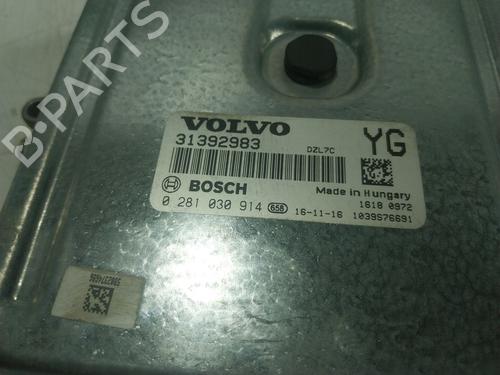 VOLVO
31392983
DZL7C
YG
BOSCH
Made in Hungary
0 281 030 914 658 16-11-16
1618 0972
1039S76691
B-PARTS